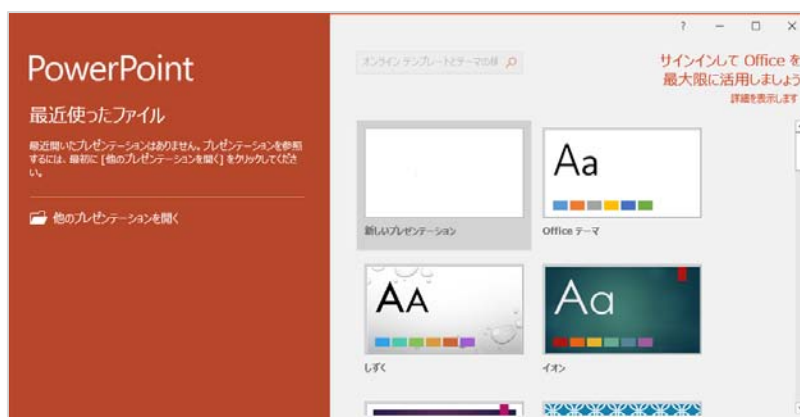 PowerPoint
最近使ったファイル
最近開いたプレゼンテーションはありません。プレゼンテーションを参照
するには、最初に [他のプレゼンテーションを開く] をクリックしてくださ
い。
他のプレゼンテーションを開く
オンライン テンプレートとテーマの検
サインインして Office を
最大限に活用しましょう
詳細を表示します
新しいプレゼンテーション
Aa
Office テーマ
AA
しずく
Aa
イオン